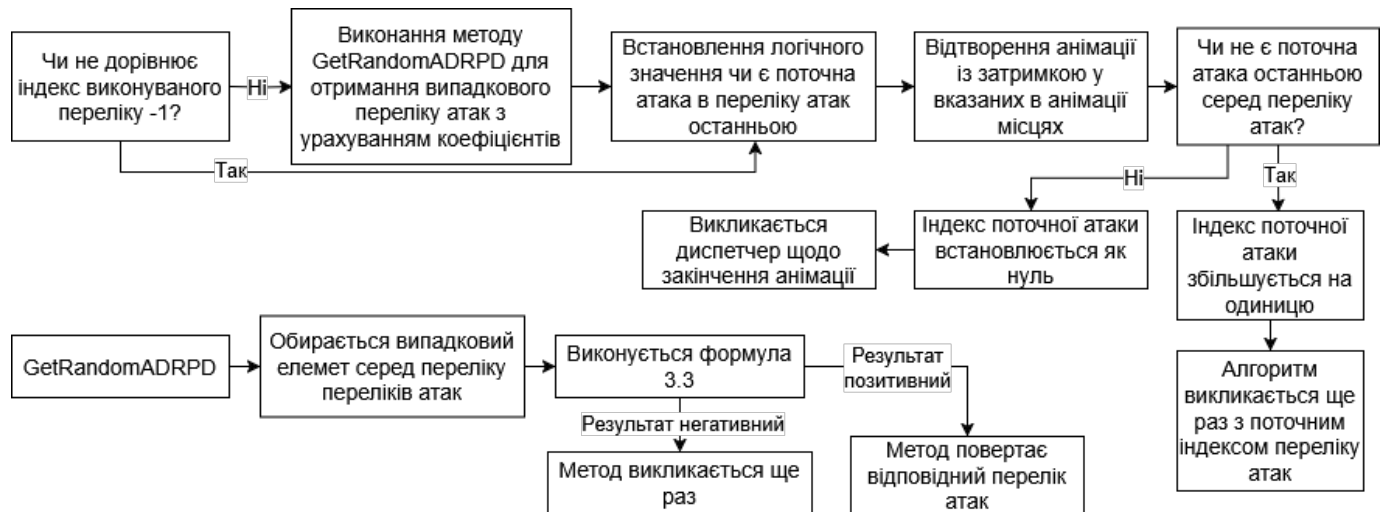 Чи не дорівнює
індекс виконуваного
переліку -1?
Ні
Так
Виконання методу
GetRandomADRPD для
отримання випадкового
переліку атак з
урахуванням коефіцієнтів
Встановлення логічного
значення чи є поточна
атака в переліку атак
останньою
Відтворення анімації
із затримкою у
вказаних в анімації
місцях
Чи не є поточна
атака останньою
серед переліку
атак?
Ні
Так
Викликається
диспетчер щодо
закінчення анімації
Індекс поточної атаки
встановлюється як
нуль
Індекс поточної
атаки
збільшується на
одиницю
Алгоритм
викликається ще
раз з поточним
індексом переліку
атак
GetRandomADRPD
Обирається випадковий
елемет серед переліку
переліків атак
Виконується формула
3.3
Результат
позитивний
Результат негативний
Метод викликається ще
раз
Метод повертає
відповідний перелік
атак